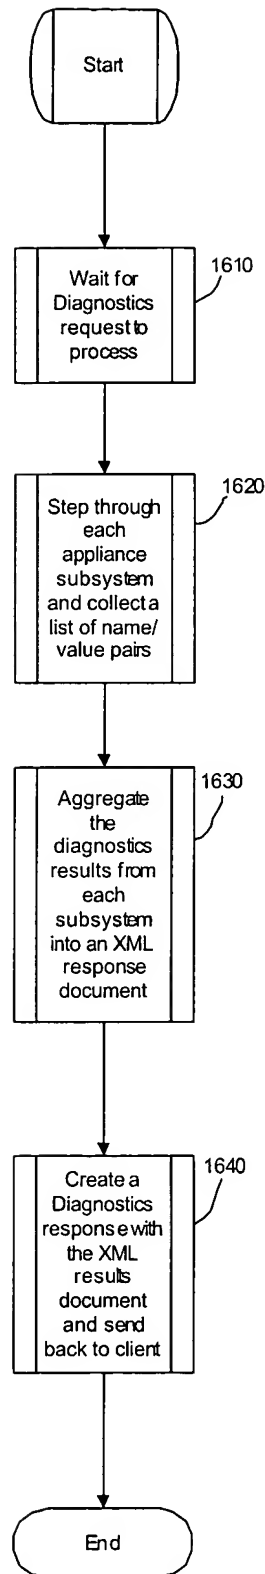 Start
1610
Wait for
Diagnostics
request to
process
1620
Step through
each
appliance
subsystem
and collect a
list of name/
value pairs
1630
Aggregate
the
diagnostics
results from
each
subsystem
into an XML
response
document
1640
Create a
Diagnostics
response with
the XML
results
document
and send
back to client
End